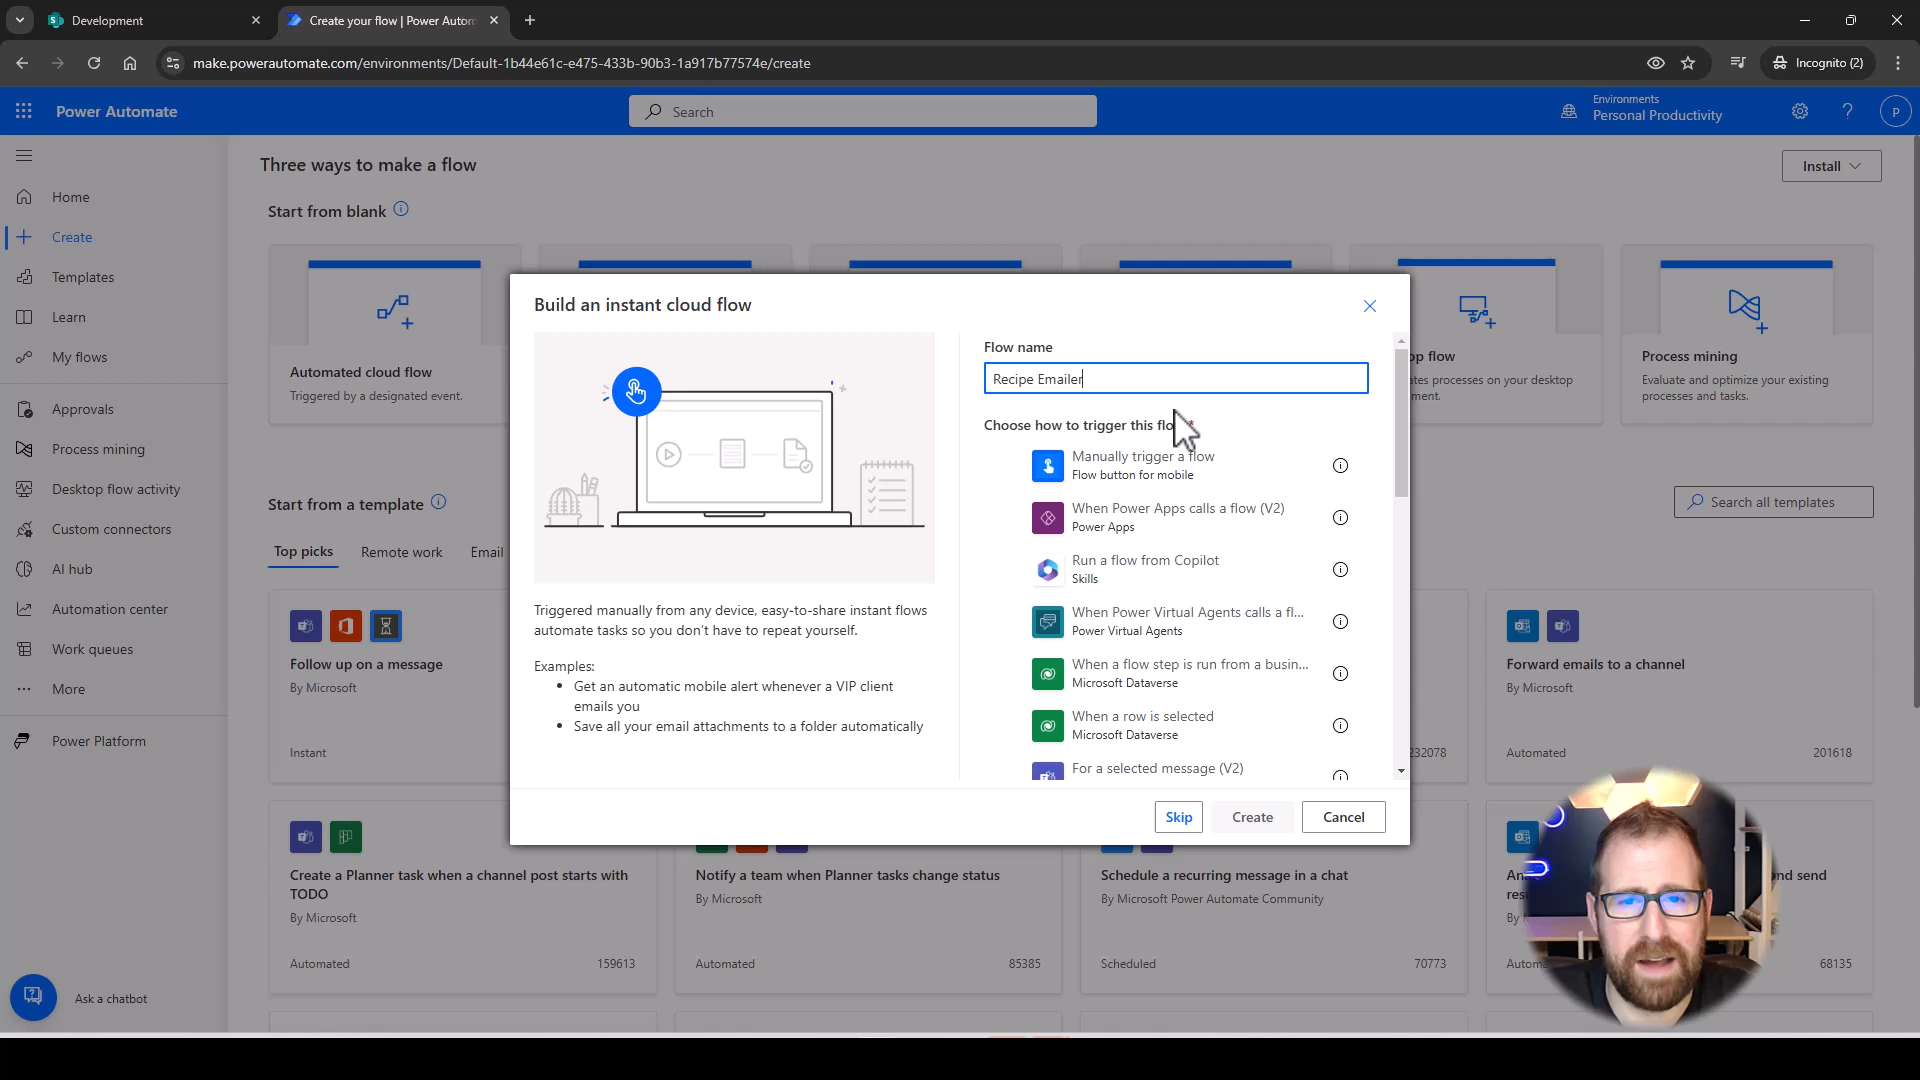 Development
Create your flow | Power Autom
make.powerautomate.com/environments/Default-1b44e61c-e475-433b-90b3-1a917b77574e/create
Incognito (2)
Power Automate
Search
Environments
Personal Productivity
P
Three ways to make a flow
Install
Home
Start from blank
Create
Templates
Learn
My flows
Approvals
Process mining
Desktop flow activity
Custom connectors
AI hub
Automation center
Work queues
More
Power Platform
Ask a chatbot
Automated cloud flow
Triggered by a designated event.
op flow
ates processes on your desktop
ment.
Process mining
Evaluate and optimize your existing
processes and tasks.
Start from a template
Search all templates
Top picks
Remote work
Email
Build an instant cloud flow
Triggered manually from any device, easy-to-share instant flows
automate tasks so you don't have to repeat yourself.
Examples:
• Get an automatic mobile alert whenever a VIP client
emails you
• Save all your email attachments to a folder automatically
Flow name
Recipe Emailer
Choose how to trigger this flo *
Manually trigger a flow
Flow button for mobile
When Power Apps calls a flow (V2)
Power Apps
Run a flow from Copilot
Skills
When Power Virtual Agents calls a fl...
Power Virtual Agents
When a flow step is run from a busin...
Microsoft Dataverse
When a row is selected
Microsoft Dataverse
For a selected message (V2)
Skip
Create
Cancel
Follow up on a message
By Microsoft
Instant
232078
Forward emails to a channel
By Microsoft
Automated
201618
Create a Planner task when a channel post starts with
TODO
By Microsoft
Automated
159613
Notify a team when Planner tasks change status
By Microsoft
Automated
85385
Schedule a recurring message in a chat
By Microsoft Power Automate Community
Scheduled
70773
nd send
68135